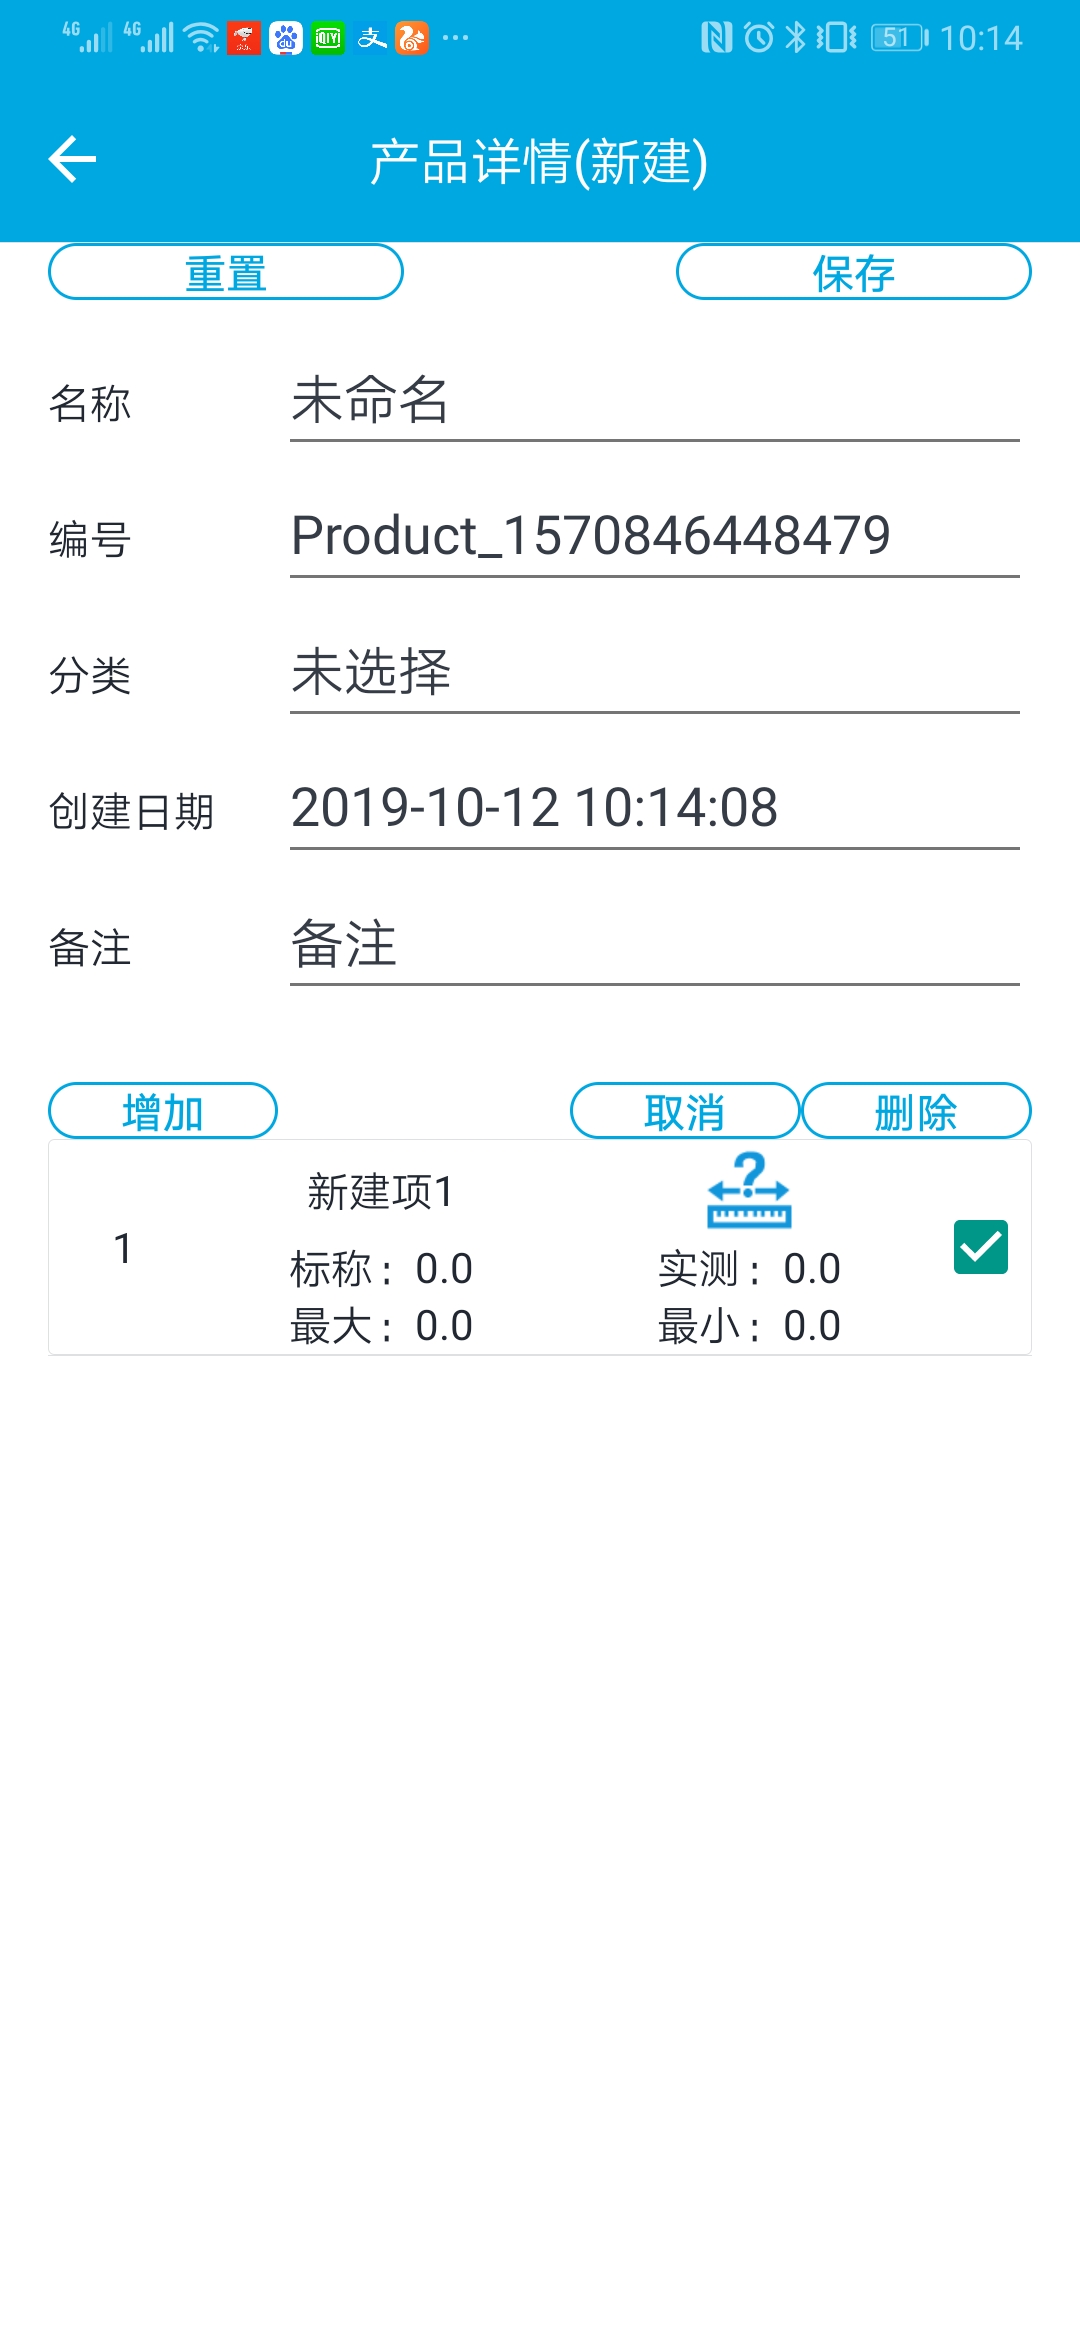 4G 4G du iQIYI 支 51 10:14
产品详情(新建)
重置 保存
名称 未命名
编号 Product_1570846448479
分类 未选择
创建日期 2019-10-12 10:14:08
备注 备注
增加 取消 删除
新建项1 ?
1
标称: 0.0 实测: 0.0
最大: 0.0 最小: 0.0